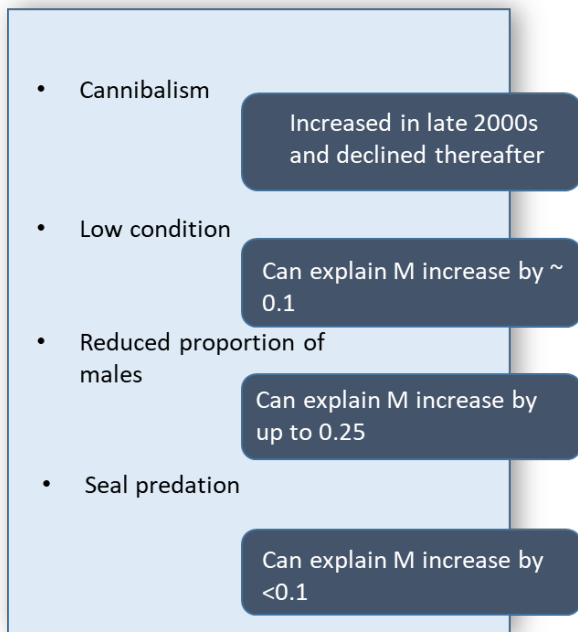 • Cannibalism
Increased in late 2000s
and declined thereafter
• Low condition
Can explain M increase by ~
0.1
• Reduced proportion of
males
Can explain M increase by
up to 0.25
• Seal predation
Can explain M increase by
<0.1